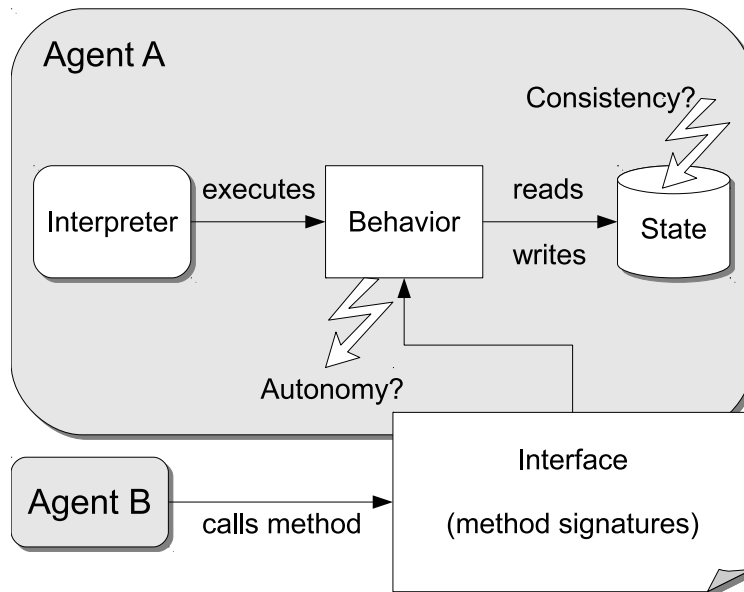 Agent A
Consistency?
Interpreter
executes
Behavior
reads
writes
State
Autonomy?
Agent B
calls method
Interface
(method signatures)